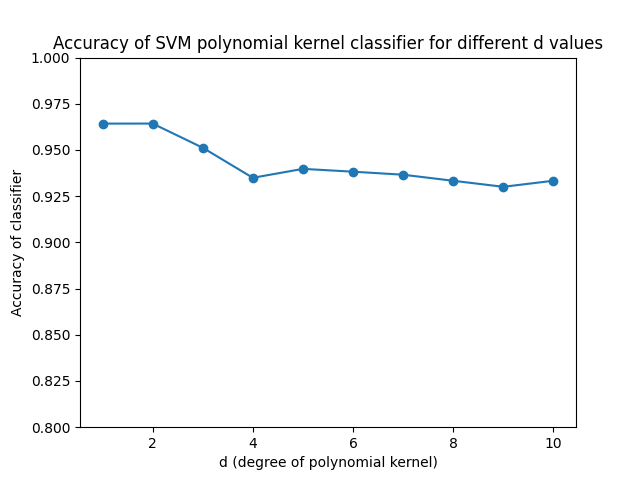 Accuracy of SVM polynomial kernel classifier for different d values
1.000
0.975
0.950
0.925
0.900
0.875
0.850
0.825
0.800
Accuracy of classifier
2 4 6 8 10
d (degree of polynomial kernel)